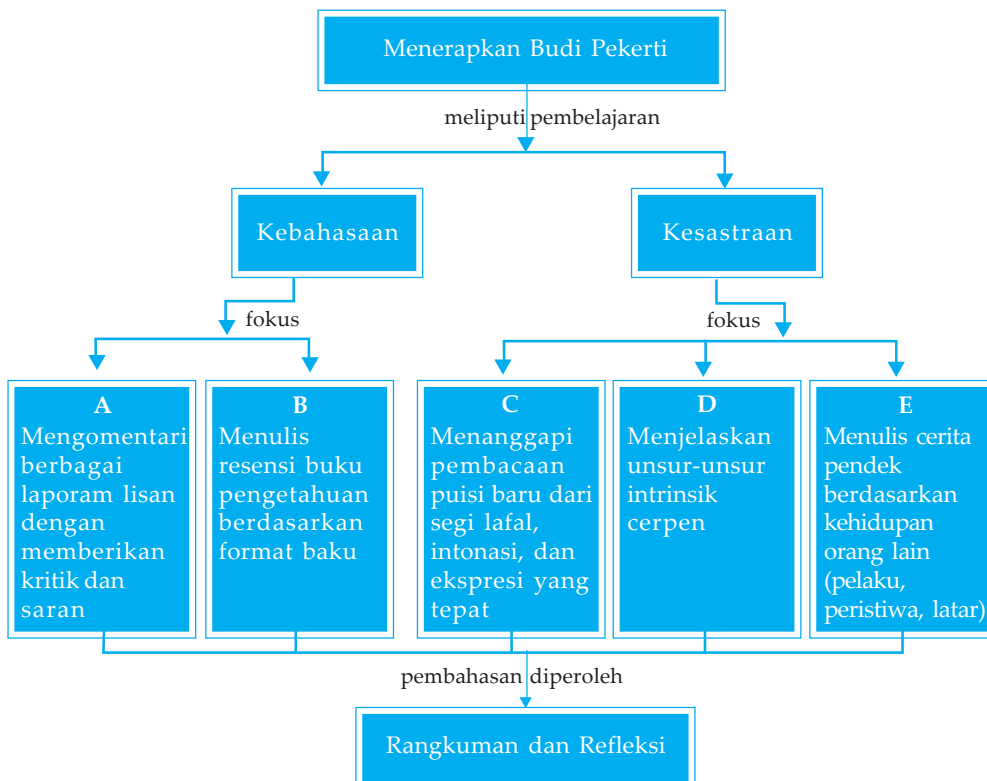 Menerapkan Budi Pekerti
meliputi pembelajaran
Kebahasaan
Kesastraan
fokus
fokus
A
Mengomentari
berbagai
laporam lisan
dengan
memberikan
kritik dan
saran
B
Menulis
resensi buku
pengetahuan
berdasarkan
format baku
C
Menanggapi
pembacaan
puisi baru dari
segi lafal,
intonasi, dan
ekspresi yang
tepat
D
Menjelaskan
unsur-unsur
intrinsik
cerpen
E
Menulis cerita
pendek
berdasarkan
kehidupan
orang lain
(pelaku,
peristiwa, latar)
pembahasan diperoleh
Rangkuman dan Refleksi